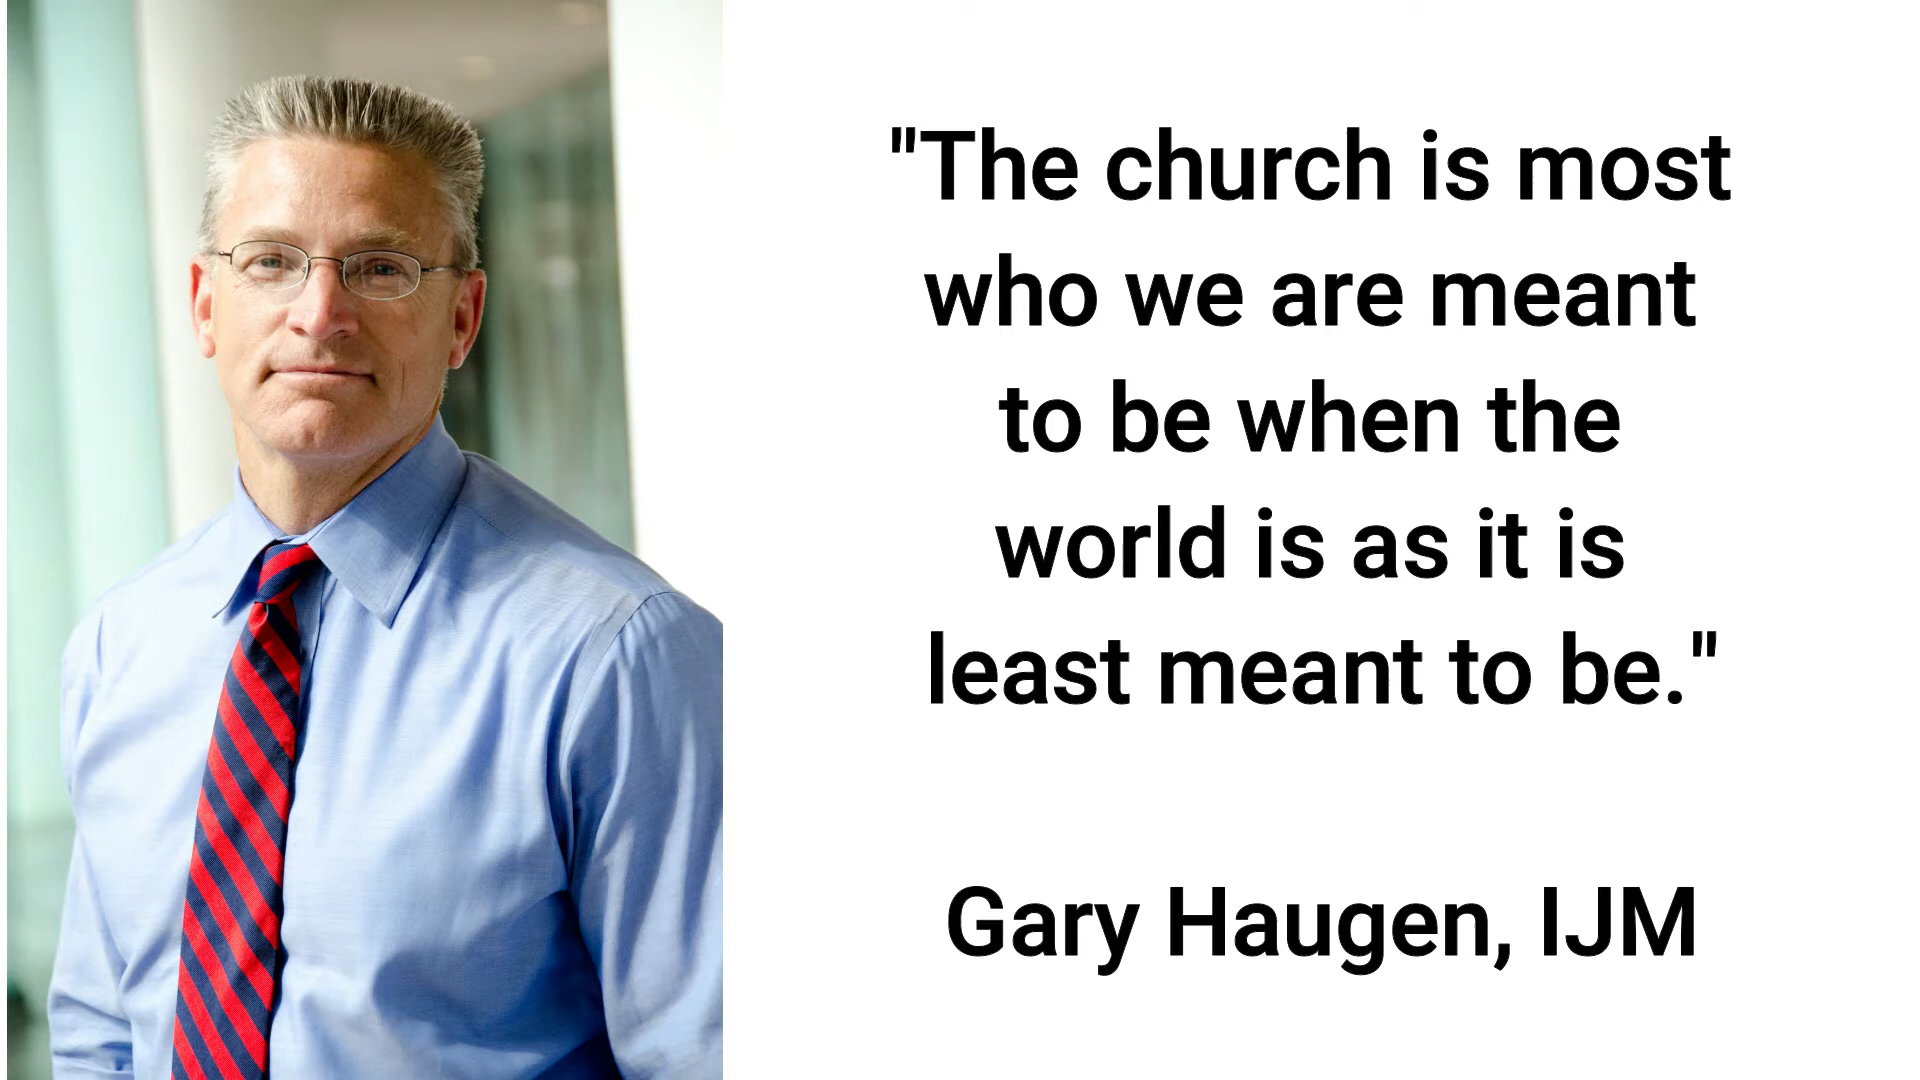 "The church is most
who we are meant
to be when the
world is as it is
least meant to be."
Gary Haugen, IJM